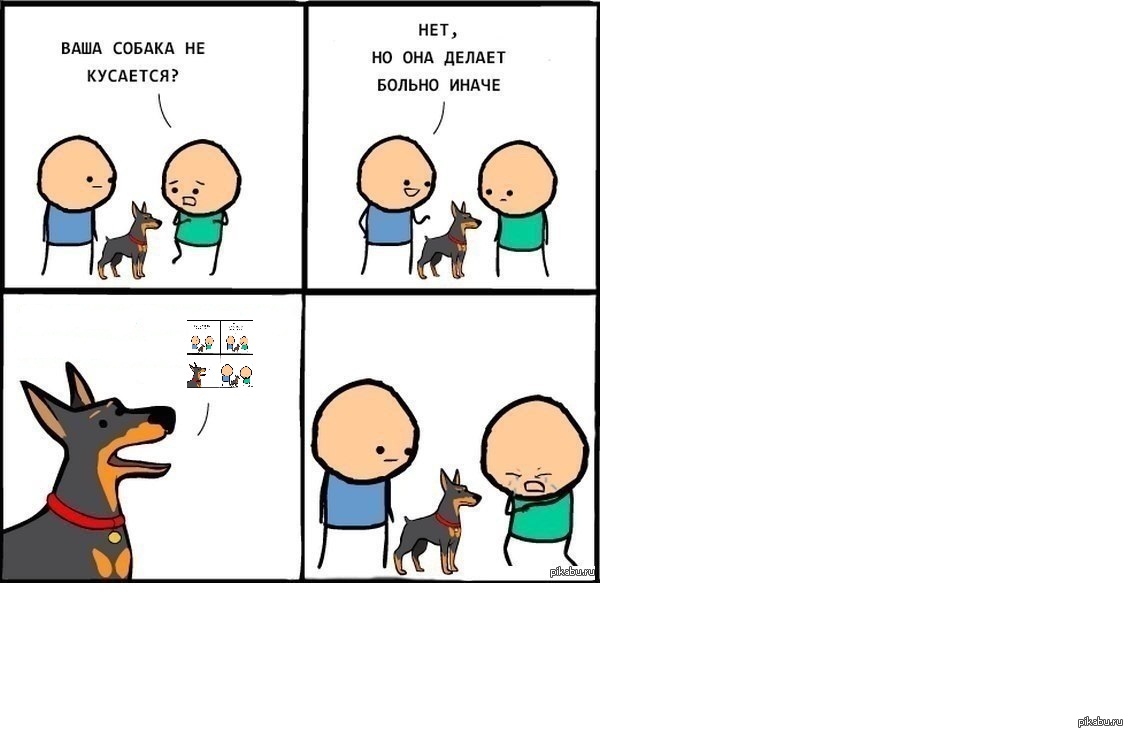 ВАША СОБАКА НЕ
КУСАЕТСЯ?
НЕТ,
НО ОНА ДЕЛАЕТ
БОЛЬНО ИНАЧЕ
pikabu.ru
pikabu.ru